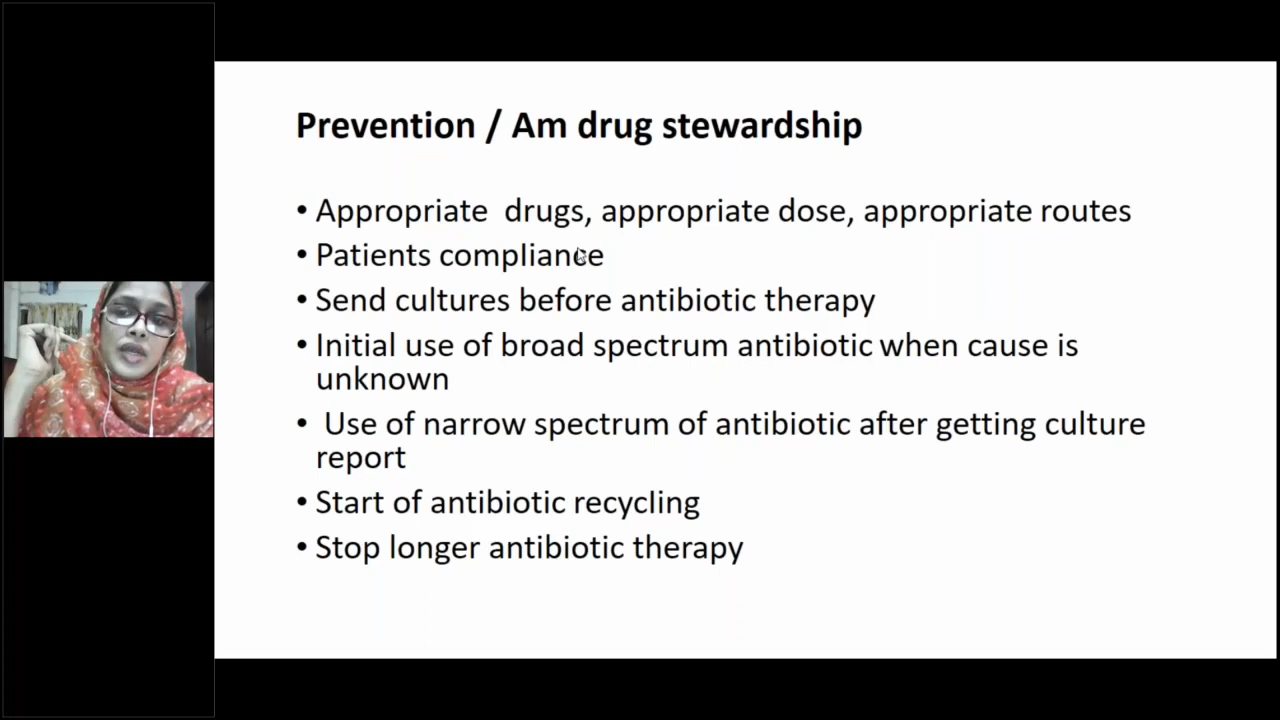 Prevention / Am drug stewardship
• Appropriate  drugs, appropriate dose, appropriate routes
• Patients compliance
• Send cultures before antibiotic therapy
• Initial use of broad spectrum antibiotic when cause is
unknown
•  Use of narrow spectrum of antibiotic after getting culture
report
• Start of antibiotic recycling
• Stop longer antibiotic therapy